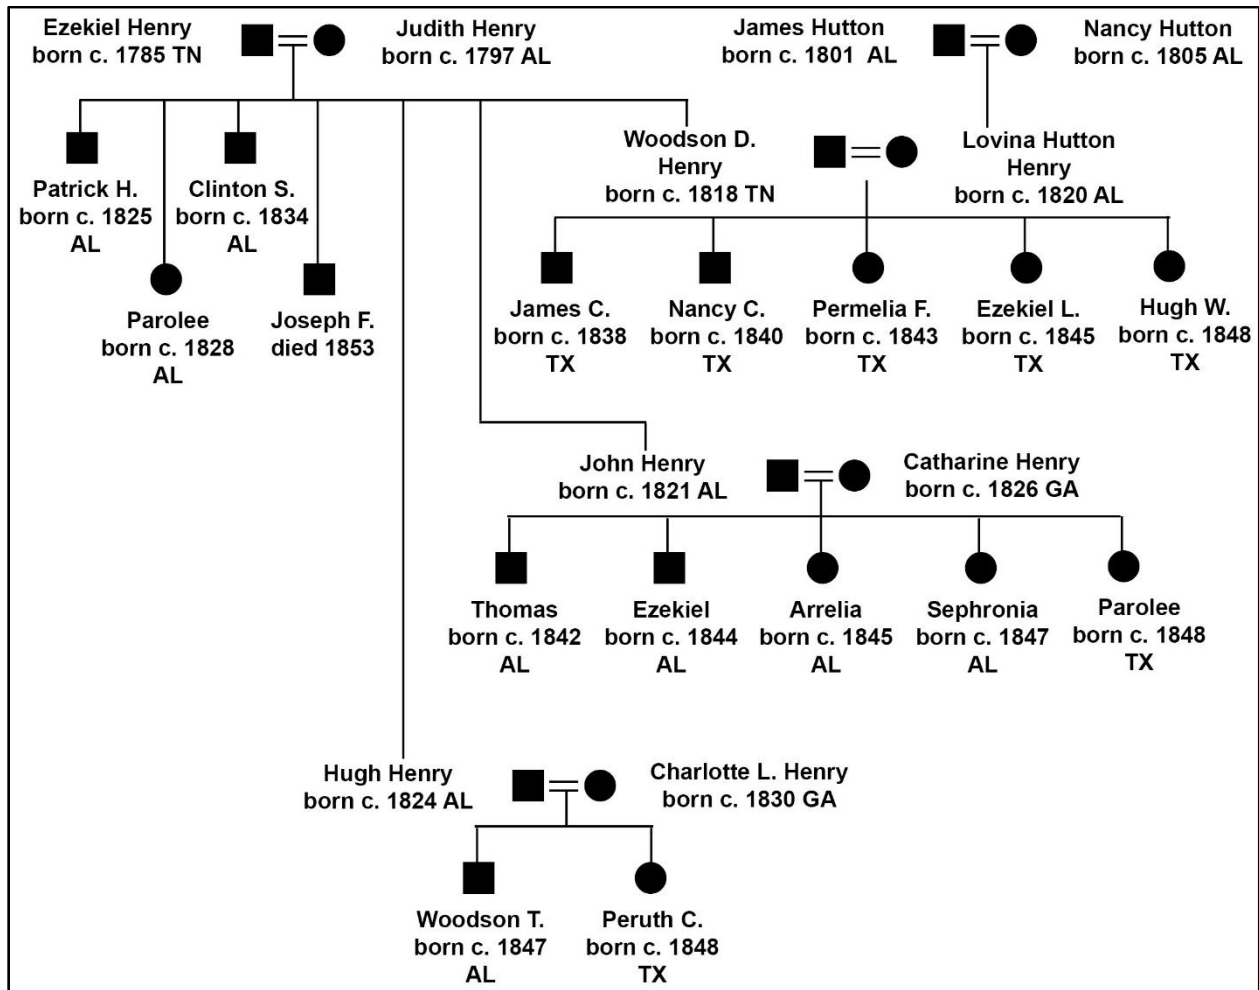 Ezekiel Henry
born c. 1785 TN
Judith Henry
born c. 1797 AL
James Hutton
born c. 1801 AL
Nancy Hutton
born c. 1805 AL
Patrick H.
born c. 1825
AL
Clinton S.
born c. 1834
AL
Woodson D.
Henry
born c. 1818 TN
Lovina Hutton
Henry
born c. 1820 AL
Parolee
born c. 1828
AL
Joseph F.
died 1853
James C.
born c. 1838
TX
Nancy C.
born c. 1840
TX
Permelia F.
born c. 1843
TX
Ezekiel L.
born c. 1845
TX
Hugh W.
born c. 1848
TX
John Henry
born c. 1821 AL
Catharine Henry
born c. 1826 GA
Thomas
born c. 1842
AL
Ezekiel
born c. 1844
AL
Arrelia
born c. 1845
AL
Sephronia
born c. 1847
AL
Parolee
born c. 1848
TX
Hugh Henry
born c. 1824 AL
Charlotte L. Henry
born c. 1830 GA
Woodson T.
born c. 1847
AL
Peruth C.
born c. 1848
TX